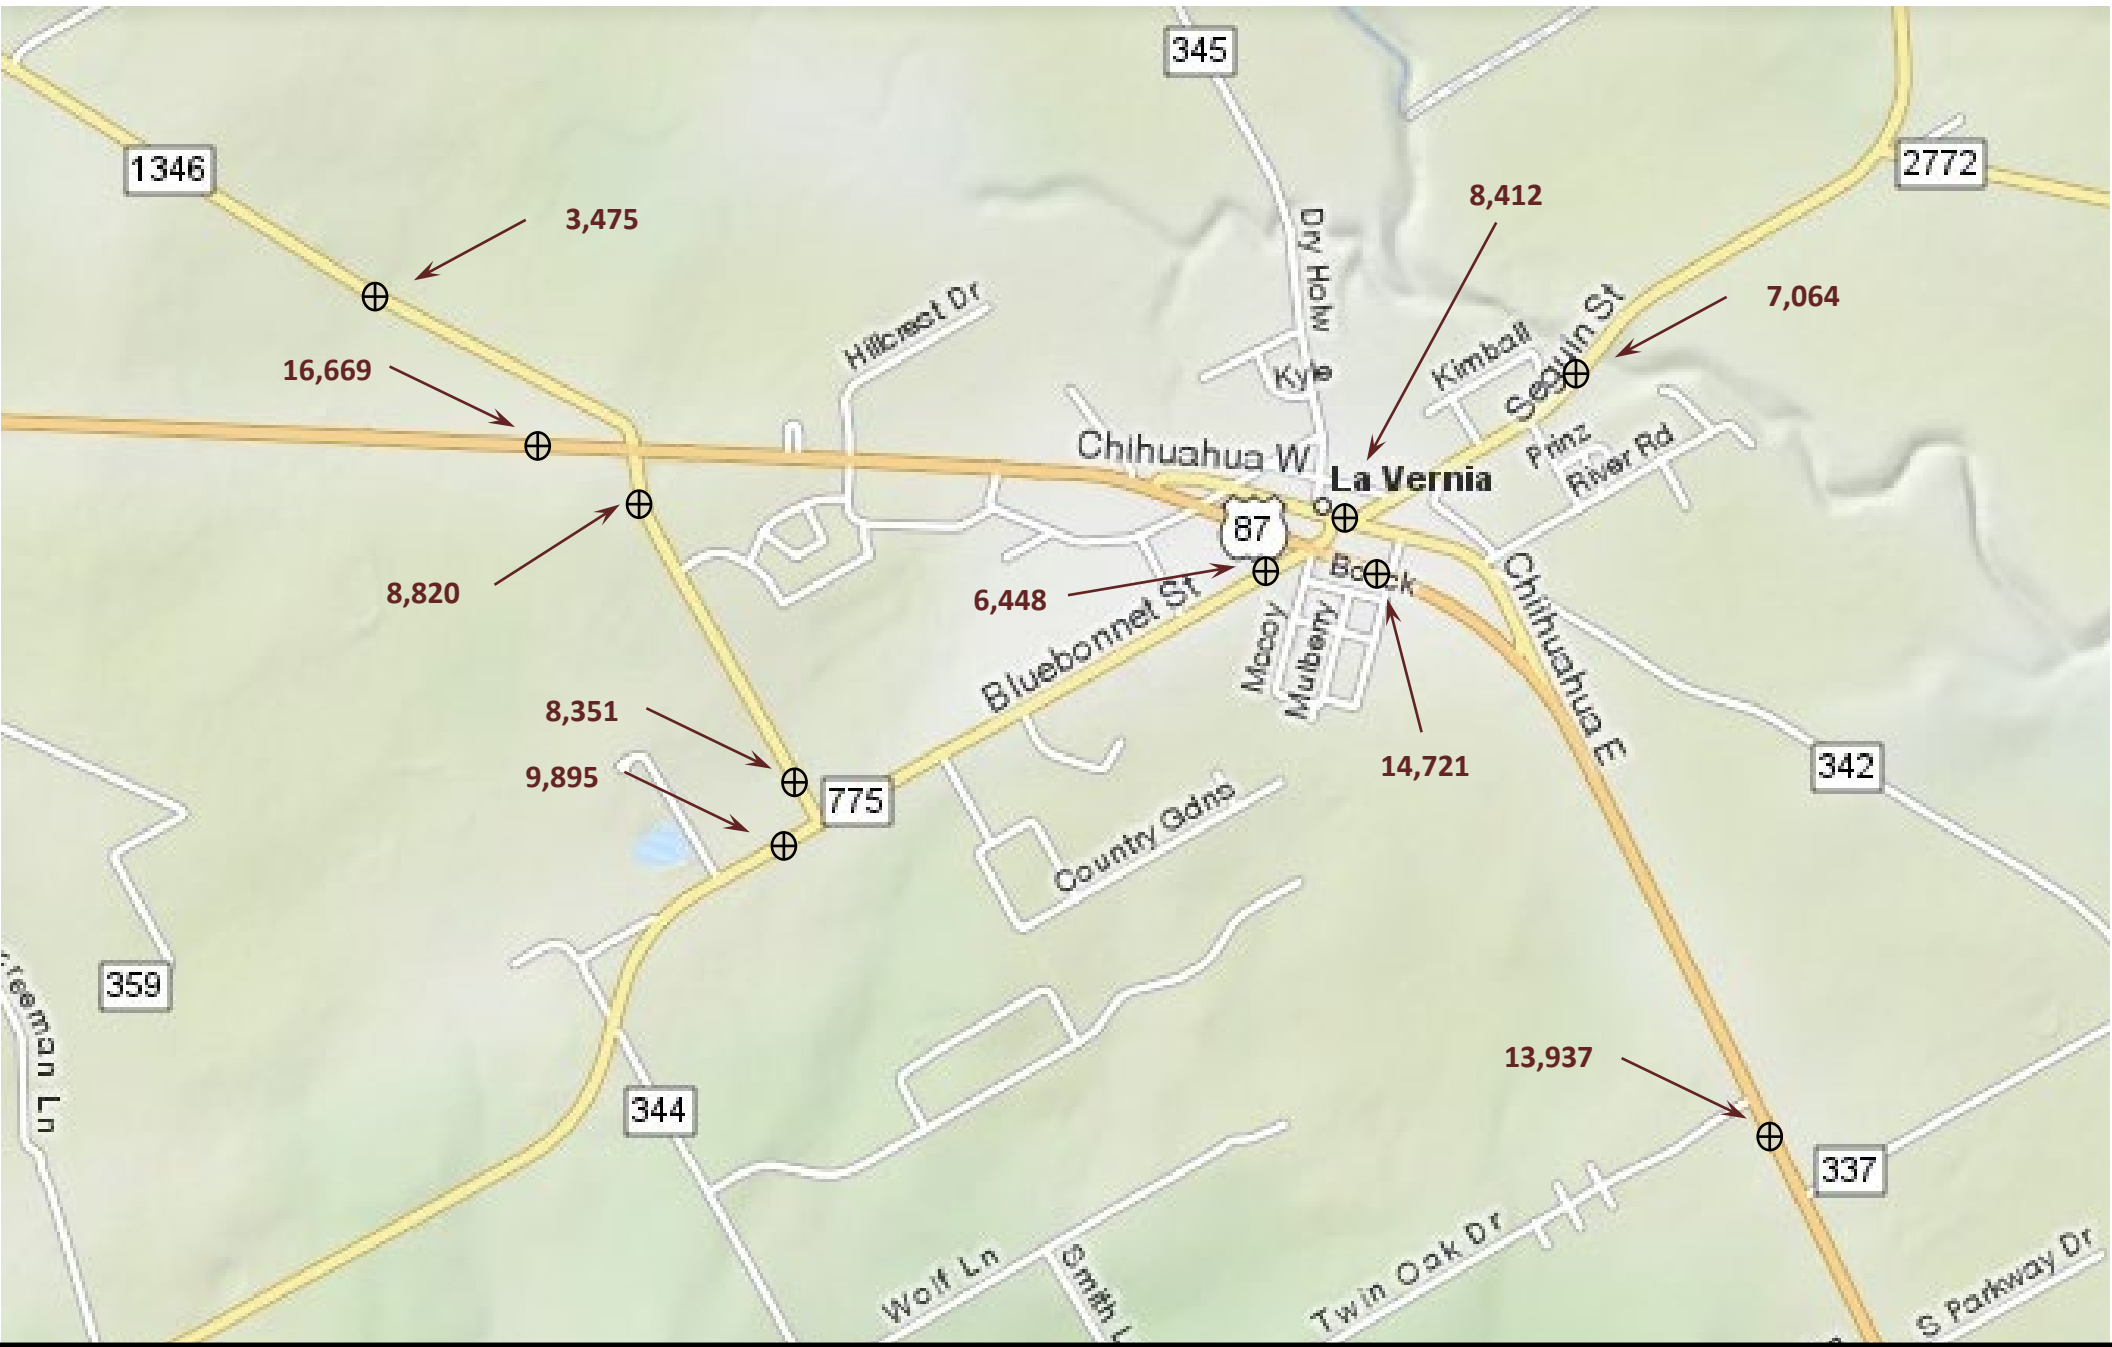 345
1346
2772
8,412
3,475
Dry Holw
7,064
Hillcrest Dr
Seguin St
Kimball
16,669
Kyle
Chihuahua W
Prinz
River Rd
La Vernia
87
8,820
6,448
Bluebonnet St
Mccoy
Mulberry
Chihuahua E
8,351
9,895
775
14,721
342
Country Gdns
359
13,937
344
337
Wolf Ln
Smith L
Twin Oak Dr
S Parkway Dr